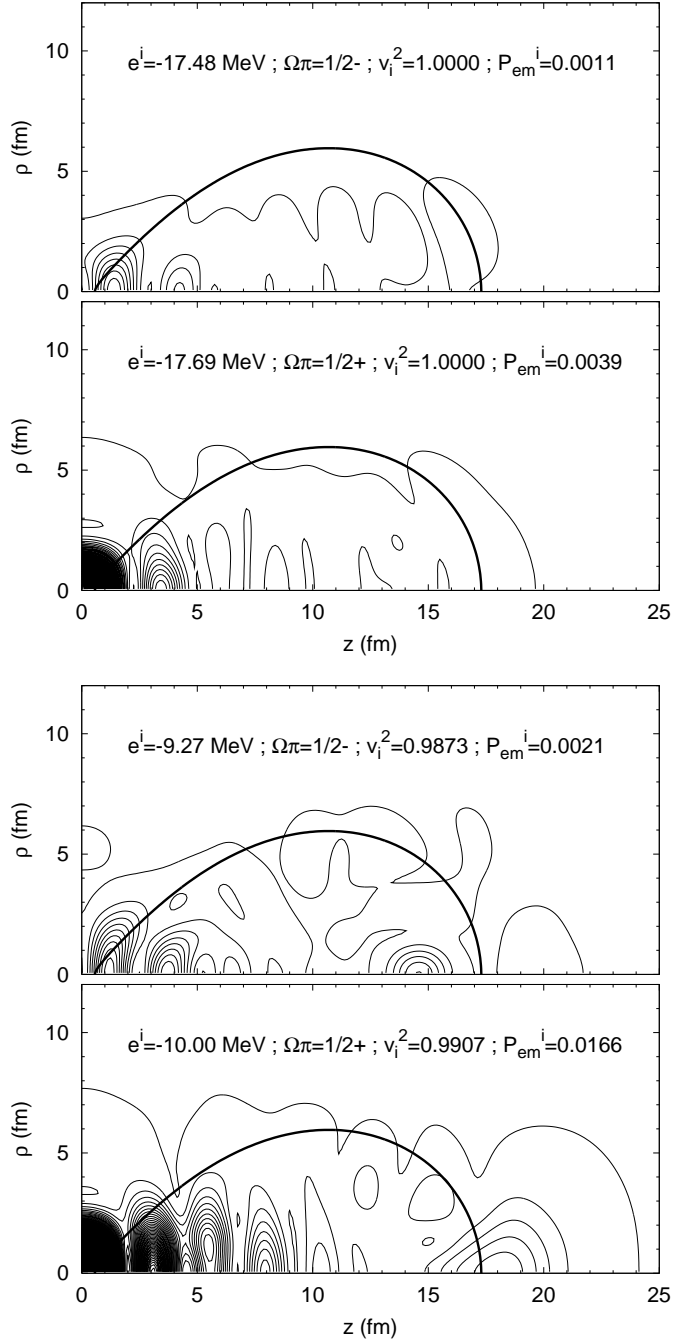 10
e^i=-17.48 MeV ; Ωπ=1/2- ; v_i^2=1.0000 ; P_em^i=0.0011
ρ (fm)
5
0
10
e^i=-17.69 MeV ; Ωπ=1/2+ ; v_i^2=1.0000 ; P_em^i=0.0039
ρ (fm)
5
0
0 5 10 15 20 25
z (fm)
10
e^i=-9.27 MeV ; Ωπ=1/2- ; v_i^2=0.9873 ; P_em^i=0.0021
ρ (fm)
5
0
10
e^i=-10.00 MeV ; Ωπ=1/2+ ; v_i^2=0.9907 ; P_em^i=0.0166
ρ (fm)
5
0
0 5 10 15 20 25
z (fm)